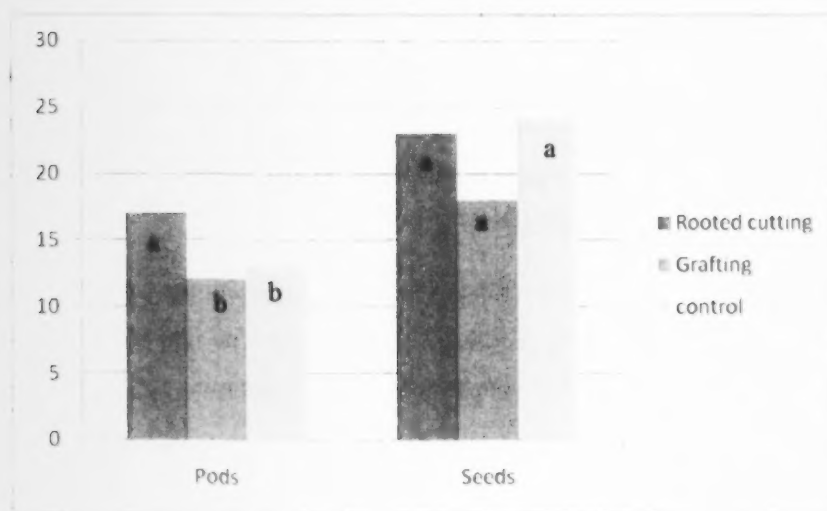 30
25
20
15
10
5
0
a
b
b
a
a
a
Pods
Seeds
Rooted cutting
Grafting
control